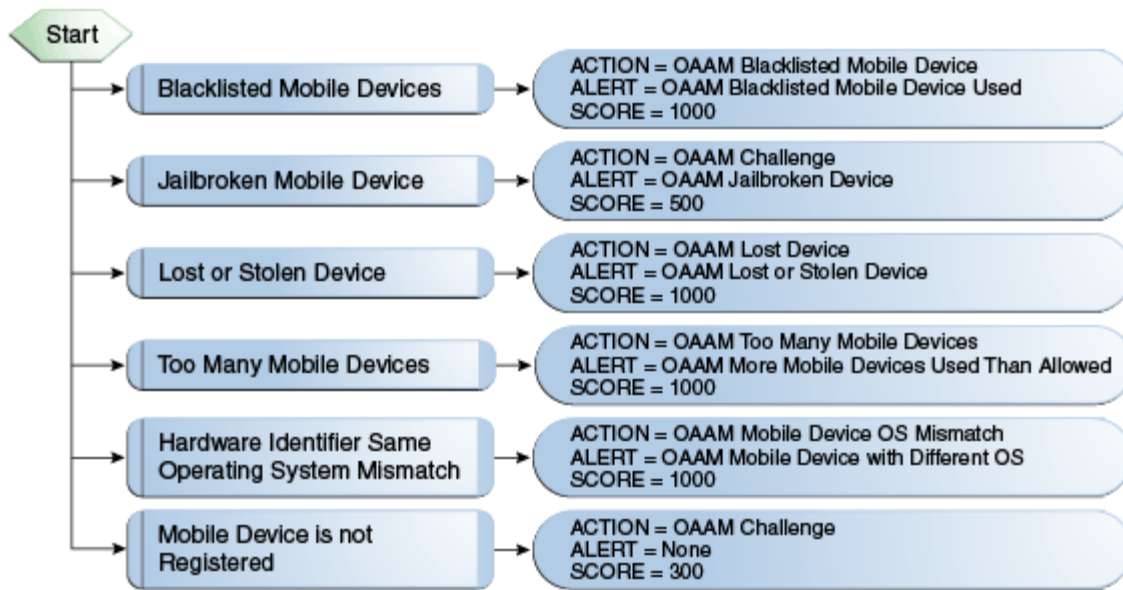 Start
Blacklisted Mobile Devices
ACTION = OAAM Blacklisted Mobile Device
ALERT = OAAM Blacklisted Mobile Device Used
SCORE = 1000
Jailbroken Mobile Device
ACTION = OAAM Challenge
ALERT = OAAM Jailbroken Device
SCORE = 500
Lost or Stolen Device
ACTION = OAAM Lost Device
ALERT = OAAM Lost or Stolen Device
SCORE = 1000
Too Many Mobile Devices
ACTION = OAAM Too Many Mobile Devices
ALERT = OAAM More Mobile Devices Used Than Allowed
SCORE = 1000
Hardware Identifier Same
Operating System Mismatch
ACTION = OAAM Mobile Device OS Mismatch
ALERT = OAAM Mobile Device with Different OS
SCORE = 1000
Mobile Device is not
Registered
ACTION = OAAM Challenge
ALERT = None
SCORE = 300